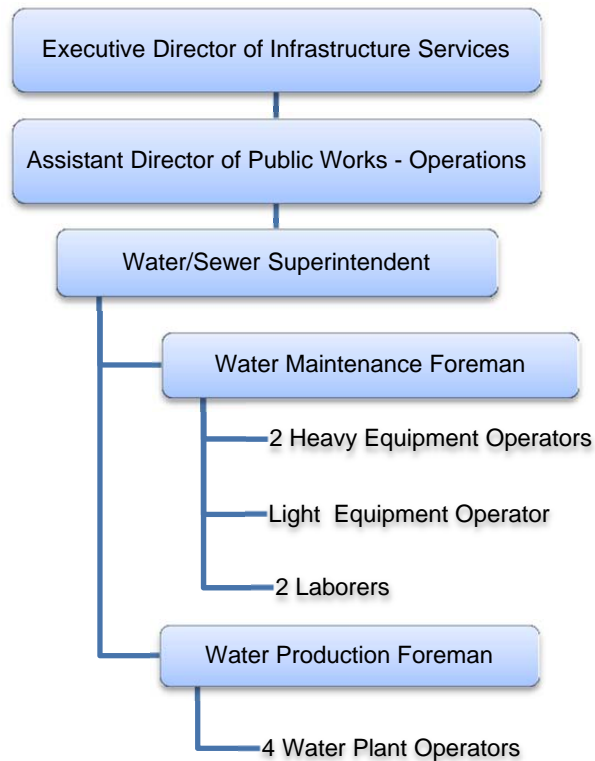 Executive Director of Infrastructure Services
Assistant Director of Public Works - Operations
Water/Sewer Superintendent
Water Maintenance Foreman
2 Heavy Equipment Operators
Light Equipment Operator
2 Laborers
Water Production Foreman
4 Water Plant Operators